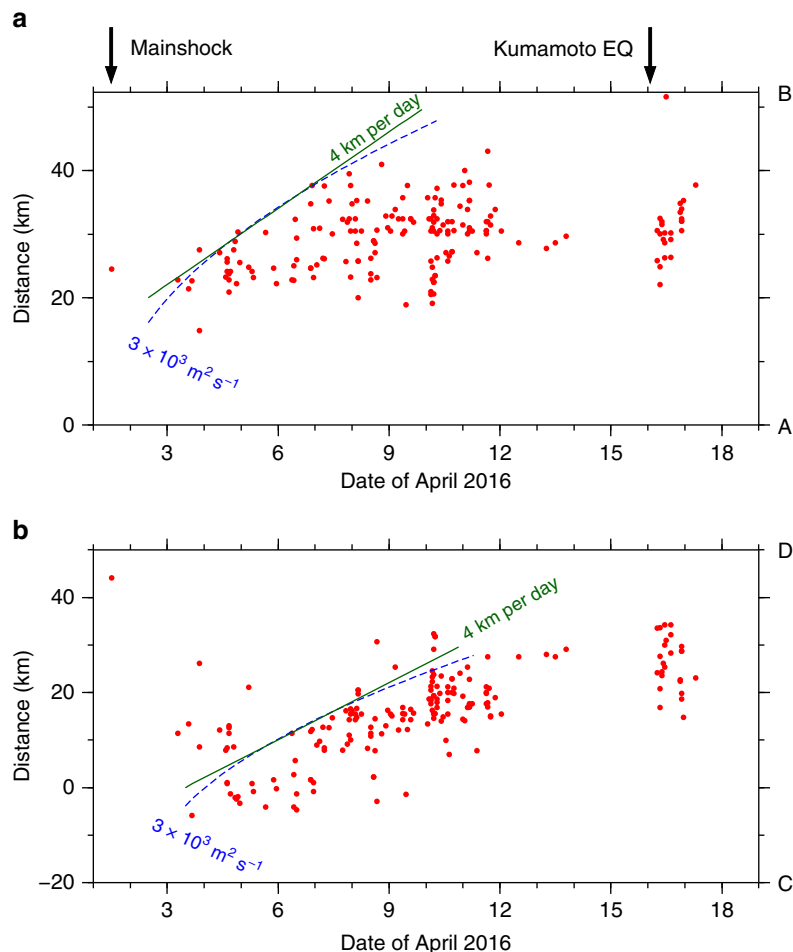 a
Mainshock
Kumamoto EQ
B
4 km per day
40
Distance (km)
20
3 × 10³ m² s⁻¹
0
A
3 6 9 12 15 18
Date of April 2016
b
D
4 km per day
40
Distance (km)
20
0
3 × 10³ m² s⁻¹
−20
C
3 6 9 12 15 18
Date of April 2016